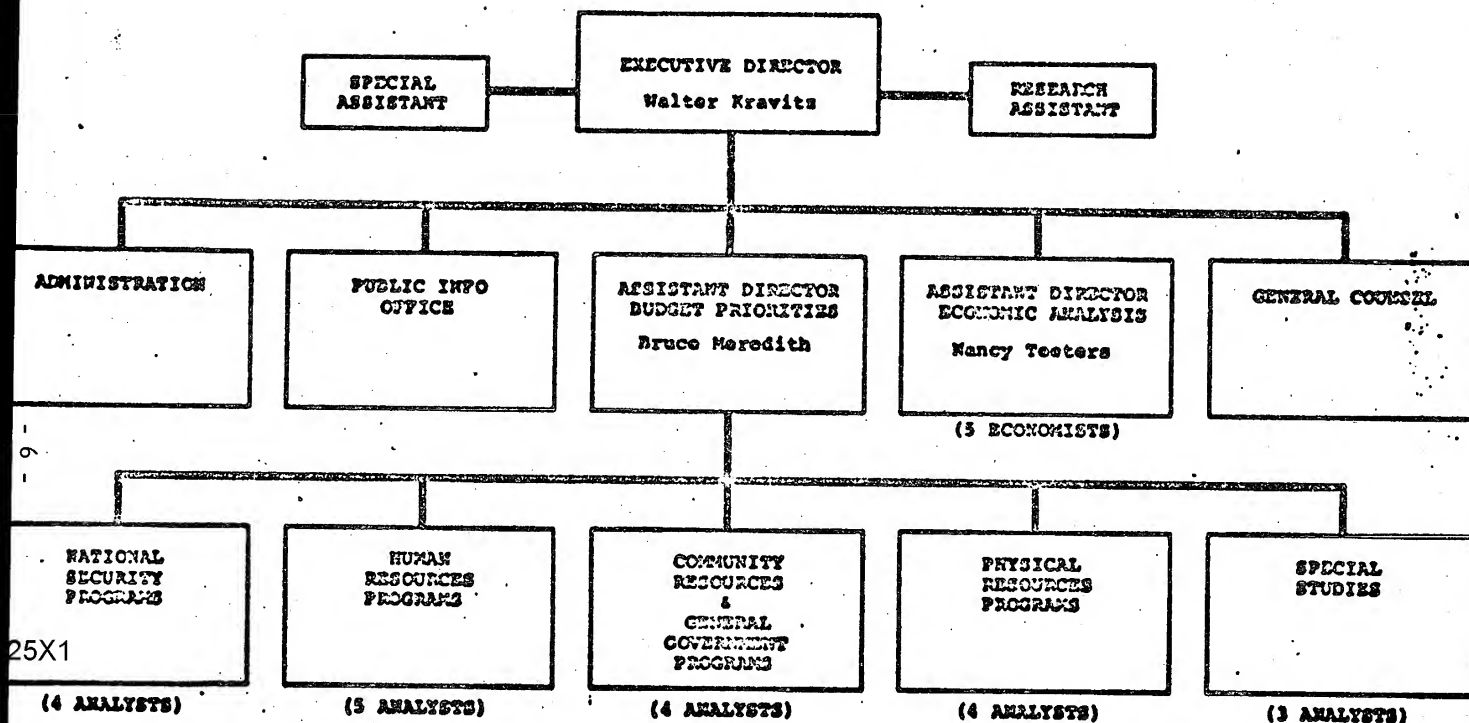 SPECIAL
ASSISTANT
EXECUTIVE DIRECTOR
Walter Kravitz
RESEARCH
ASSISTANT
ADMINISTRATION
PUBLIC INFO
OFFICE
ASSISTANT DIRECTOR
BUDGET PRIORITIES
Bruce Meredith
ASSISTANT DIRECTOR
ECONOMIC ANALYSIS
Nancy Teeters
GENERAL COUNSEL
(5 ECONOMISTS)
- 9 -
NATIONAL
SECURITY
PROGRAMS
HUMAN
RESOURCES
PROGRAMS
COMMUNITY
RESOURCES
&
GENERAL
GOVERNMENT
PROGRAMS
PHYSICAL
RESOURCES
PROGRAMS
SPECIAL
STUDIES
25X1
(4 ANALYSTS)
(5 ANALYSTS)
(4 ANALYSTS)
(4 ANALYSTS)
(3 ANALYSTS)